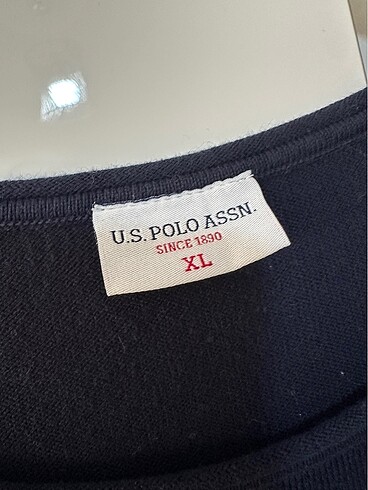 U.S. POLO ASSN.
SINCE 1890
XL